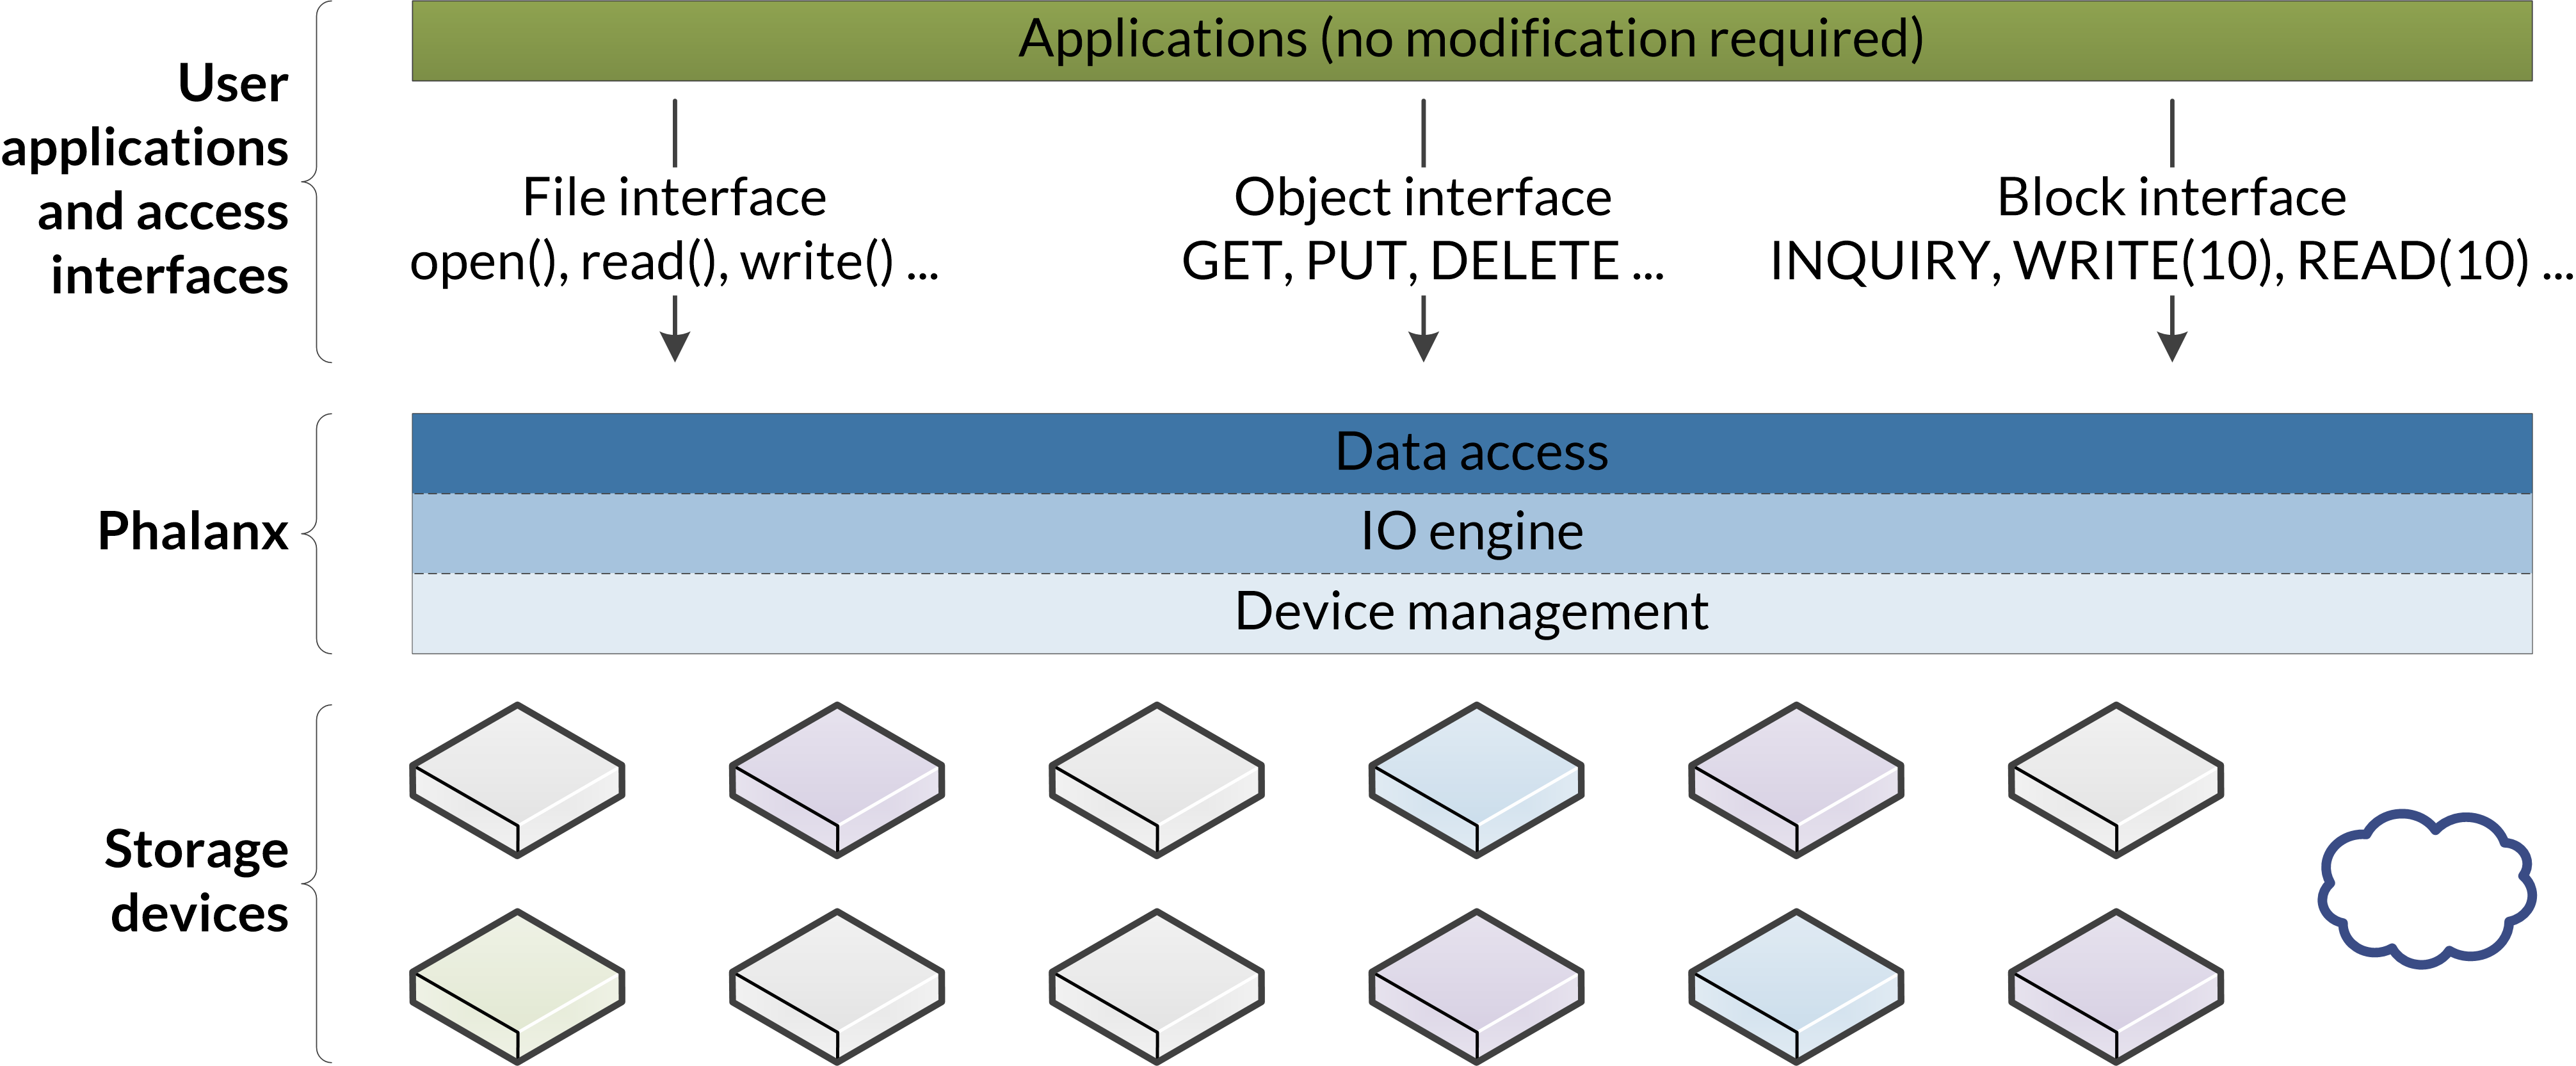 Applications (no modification required)
User
applications
and access
interfaces
File interface
open(), read(), write() ...
Object interface
GET, PUT, DELETE ...
Block interface
INQUIRY, WRITE(10), READ(10) ...
Phalanx
Data access
IO engine
Device management
Storage
devices